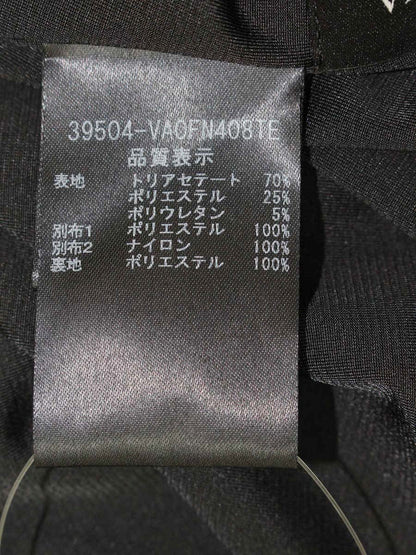 39504-VACFN408TE
品質表示
表地 トリアセテート 70%
ポリエステル 25%
ポリウレタン 5%
別布1 ポリエステル 100%
別布2 ナイロン 100%
裏地 ポリエステル 100%